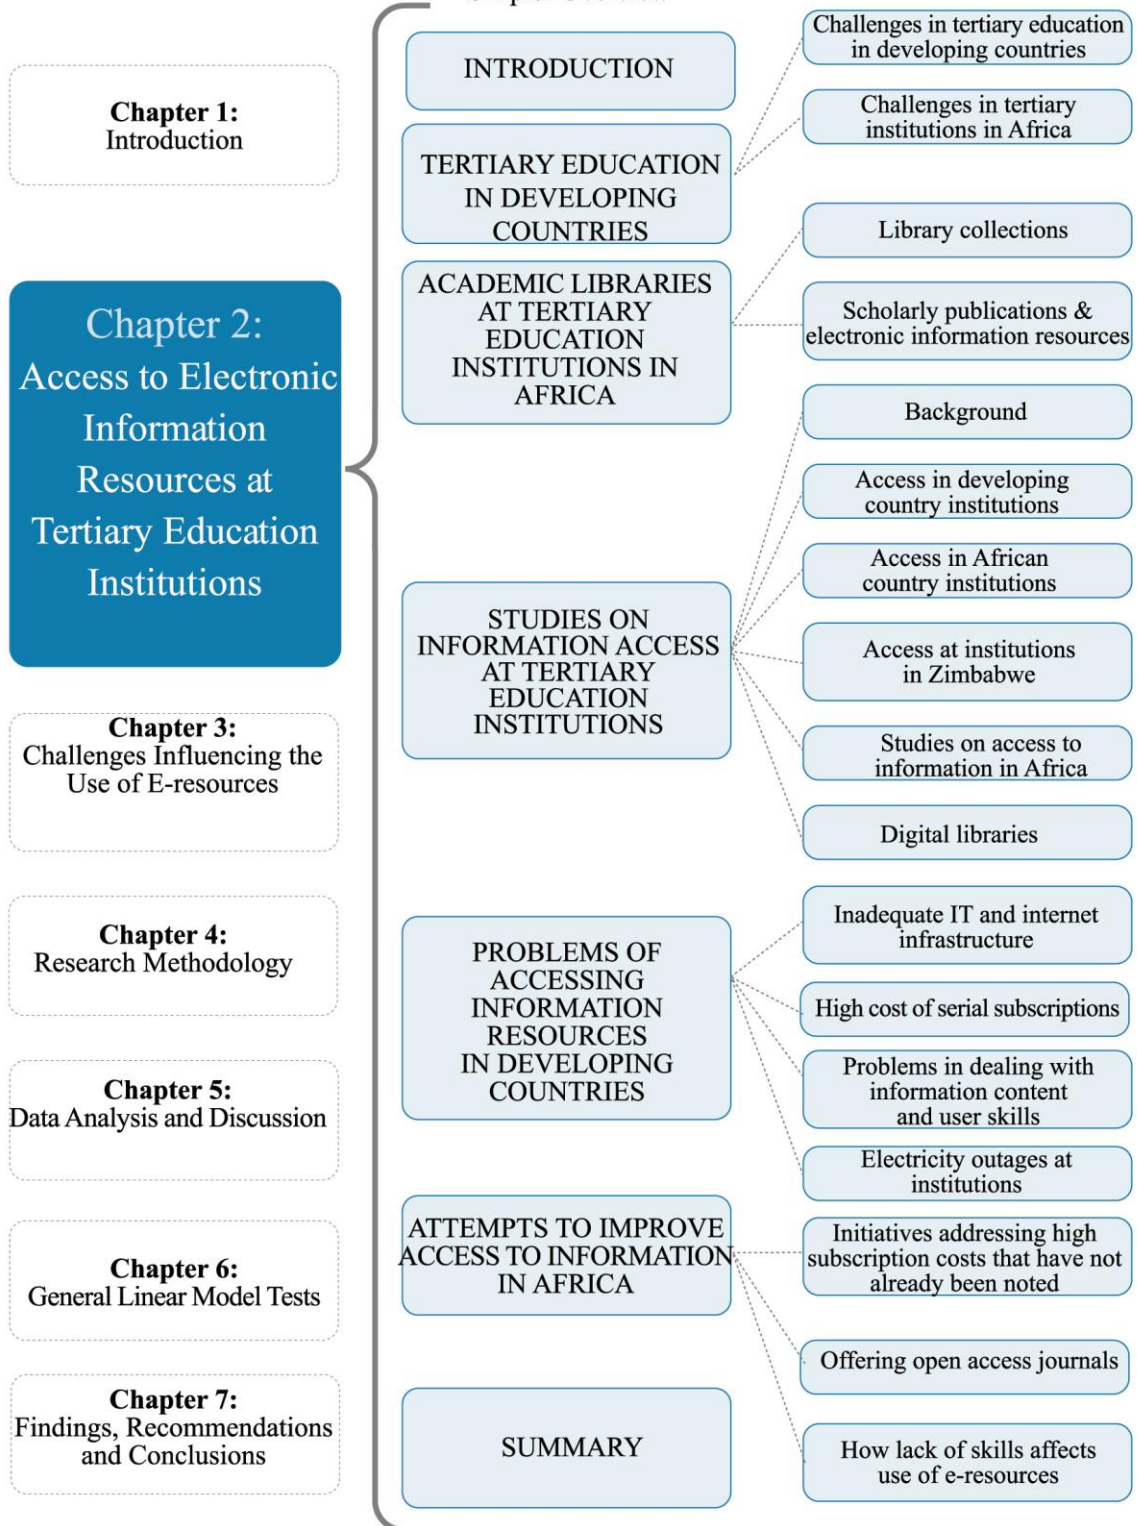 Chapter 1:
Introduction
Chapter 2:
Access to Electronic
Information
Resources at
Tertiary Education
Institutions
Chapter 3:
Challenges Influencing the
Use of E-resources
Chapter 4:
Research Methodology
Chapter 5:
Data Analysis and Discussion
Chapter 6:
General Linear Model Tests
Chapter 7:
Findings, Recommendations
and Conclusions
INTRODUCTION
TERTIARY EDUCATION
IN DEVELOPING
COUNTRIES
Challenges in tertiary education
in developing countries
Challenges in tertiary
institutions in Africa
ACADEMIC LIBRARIES
AT TERTIARY
EDUCATION
INSTITUTIONS IN
AFRICA
Library collections
Scholarly publications &
electronic information resources
STUDIES ON
INFORMATION ACCESS
AT TERTIARY
EDUCATION
INSTITUTIONS
Background
Access in developing
country institutions
Access in African
country institutions
Access at institutions
in Zimbabwe
Studies on access to
information in Africa
Digital libraries
PROBLEMS OF
ACCESSING
INFORMATION
RESOURCES
IN DEVELOPING
COUNTRIES
Inadequate IT and internet
infrastructure
High cost of serial subscriptions
Problems in dealing with
information content
and user skills
Electricity outages at
institutions
ATTEMPTS TO IMPROVE
ACCESS TO INFORMATION
IN AFRICA
Initiatives addressing high
subscription costs that have not
already been noted
Offering open access journals
How lack of skills affects
use of e-resources
SUMMARY